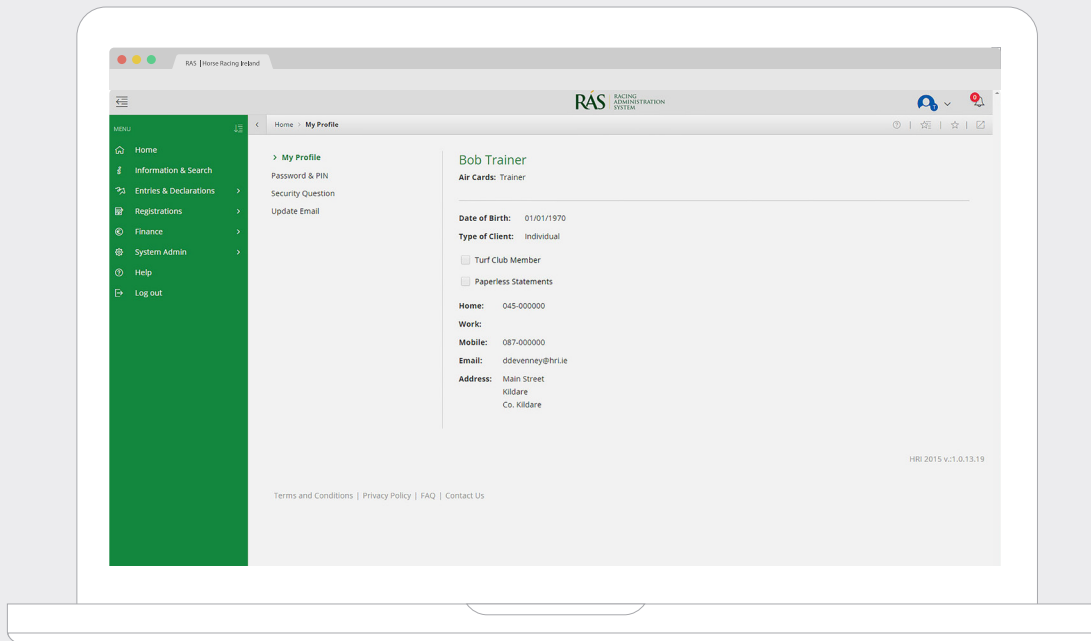 RAS | Horse Racing Ireland
RAS RACING ADMINISTRATION SYSTEM
0
MENU
Home
Information & Search
Entries & Declarations
Registrations
Finance
System Admin
Help
Log out
Home > My Profile
> My Profile
Password & PIN
Security Question
Update Email
Bob Trainer
Air Cards: Trainer
Date of Birth: 01/01/1970
Type of Client: Individual
Turf Club Member
Paperless Statements
Home: 045-000000
Work:
Mobile: 087-000000
Email: ddevenney@hri.ie
Address: Main Street
Kildare
Co. Kildare
HRI 2015 v.:1.0.13.19
Terms and Conditions | Privacy Policy | FAQ | Contact Us